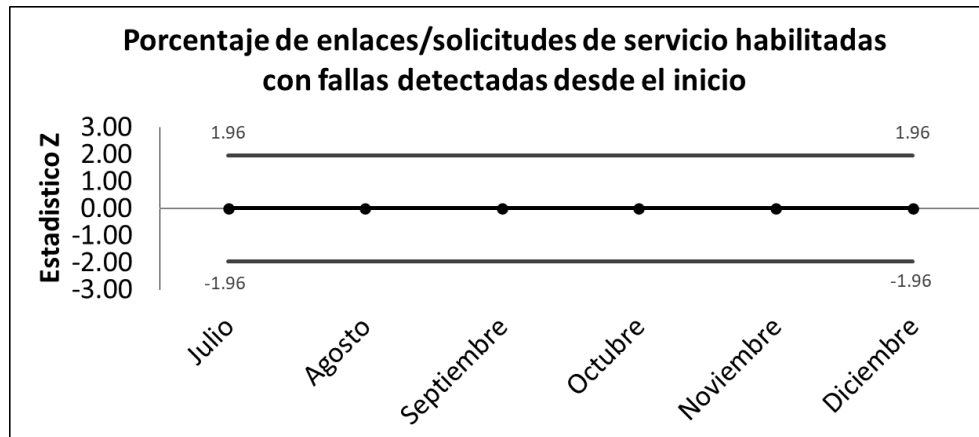 Porcentaje de enlaces/solicitudes de servicio habilitadas
con fallas detectadas desde el inicio
Estadistico Z
3.00
2.00
1.00
0.00
-1.00
-2.00
-3.00
1.96
1.96
-1.96
-1.96
Julio
Agosto
Septiembre
Octubre
Noviembre
Diciembre